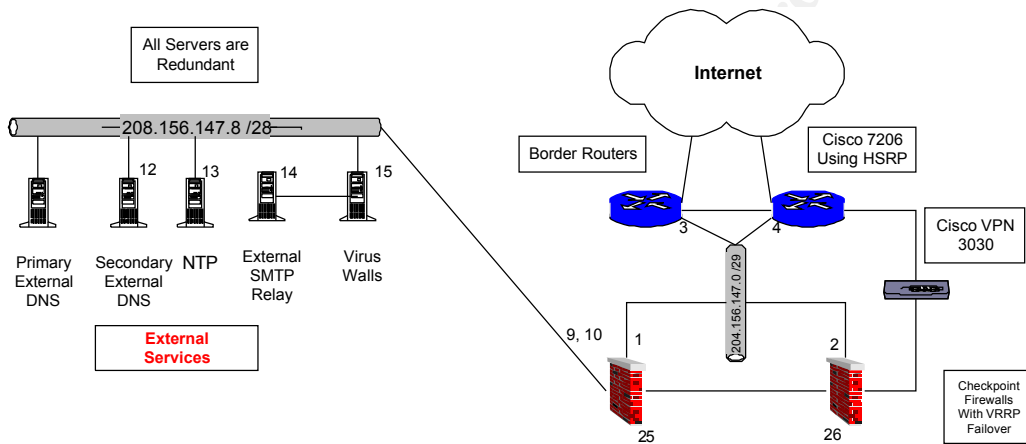 All Servers are
Redundant
208.156.147.8 /28
12
13
14
15
Primary
External
DNS
Secondary
External
DNS
NTP
External
SMTP
Relay
Virus
Walls
External
Services
Internet
Border Routers
Cisco 7206
Using HSRP
3
4
Cisco VPN
3030
204.156.147.0 /29
9, 10
1
2
25
26
Checkpoint
Firewalls
With VRRP
Failover